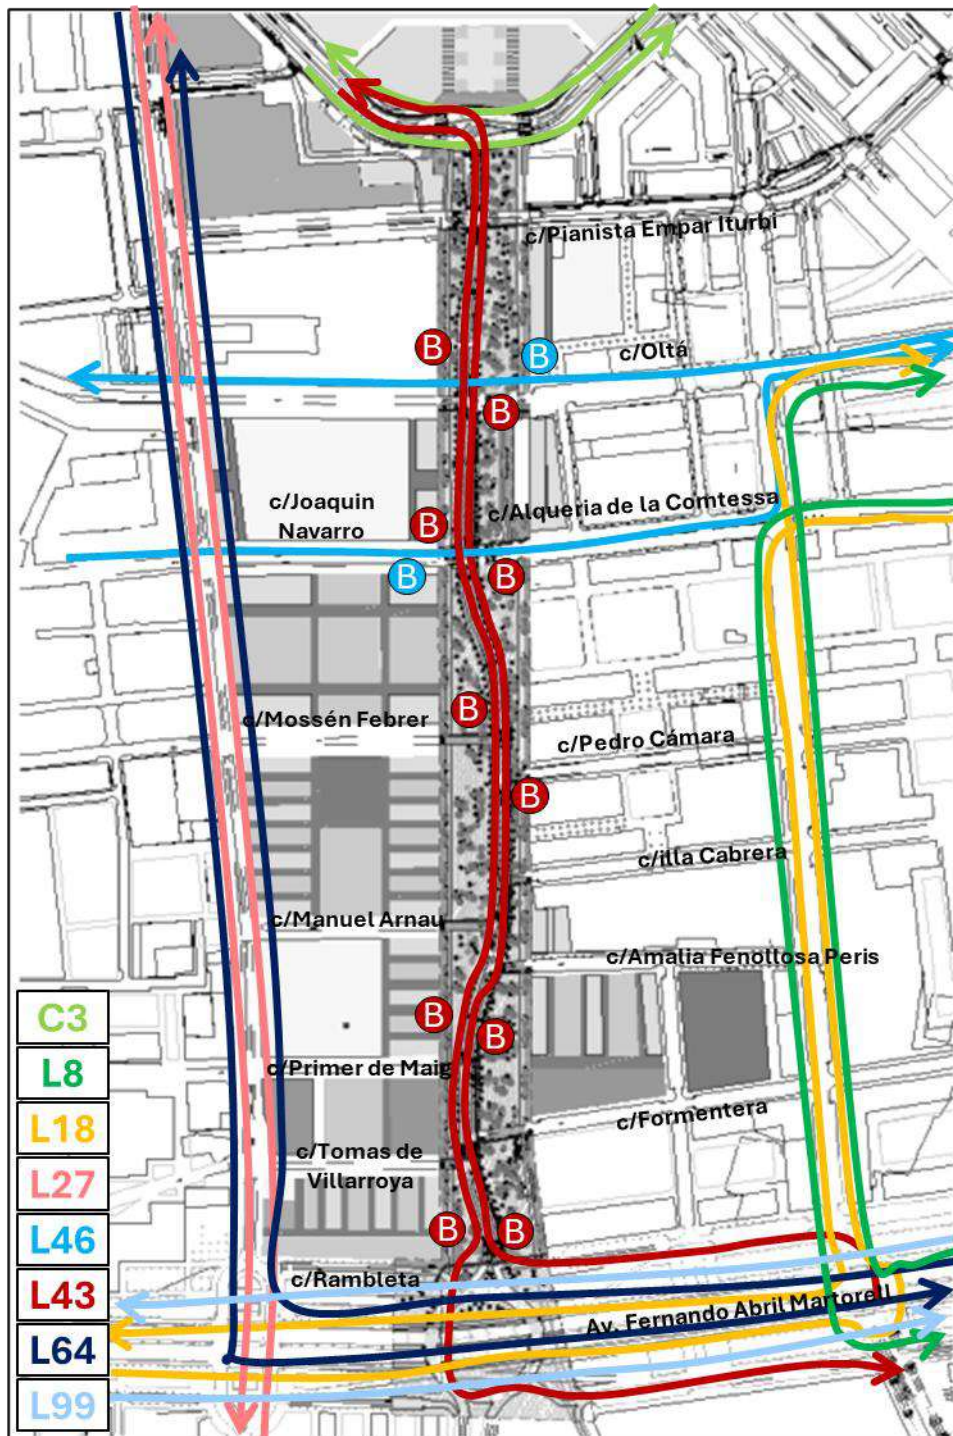 c/Pianista Empar Iturbi
B
B
c/Oltá
B
c/Joaquin
Navarro
B
c/Alqueria de la Comtessa
B
B
c/Mossén Febrer
B
c/Pedro Cámara
B
c/illa Cabrera
c/Manuel Arnau
c/Amalia Fenollosa Peris
C3
B
B
L8
c/Primer de Maig
L18
c/Formentera
c/Tomas de
Villarroya
L27
L46
B
B
c/Rambleta
L43
Av. Fernando Abril Martorell
L64
L99